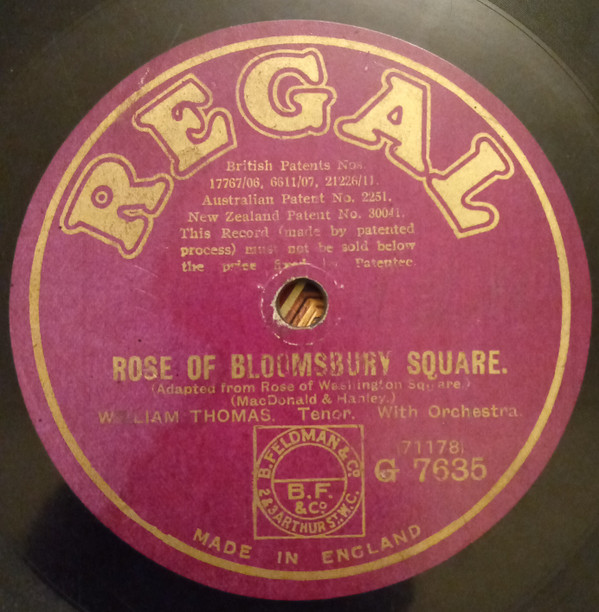 REGAL
British Patents Nos.
17767/06, 6611/07, 21226/11.
Australian Patent No. 2251.
New Zealand Patent No. 30041.
This Record (made by patented
process) must not be sold below
the price fixed by Patentee.
ROSE OF BLOOMSBURY SQUARE.
(Adapted from Rose of Washington Square.)
(MacDonald & Hanley.)
WILLIAM THOMAS. Tenor. With Orchestra.
B. FELDMAN & Co
B.F.
& Co
2 & 3 ARTHUR ST. W.C.
(71178)
G 7635
MADE IN ENGLAND